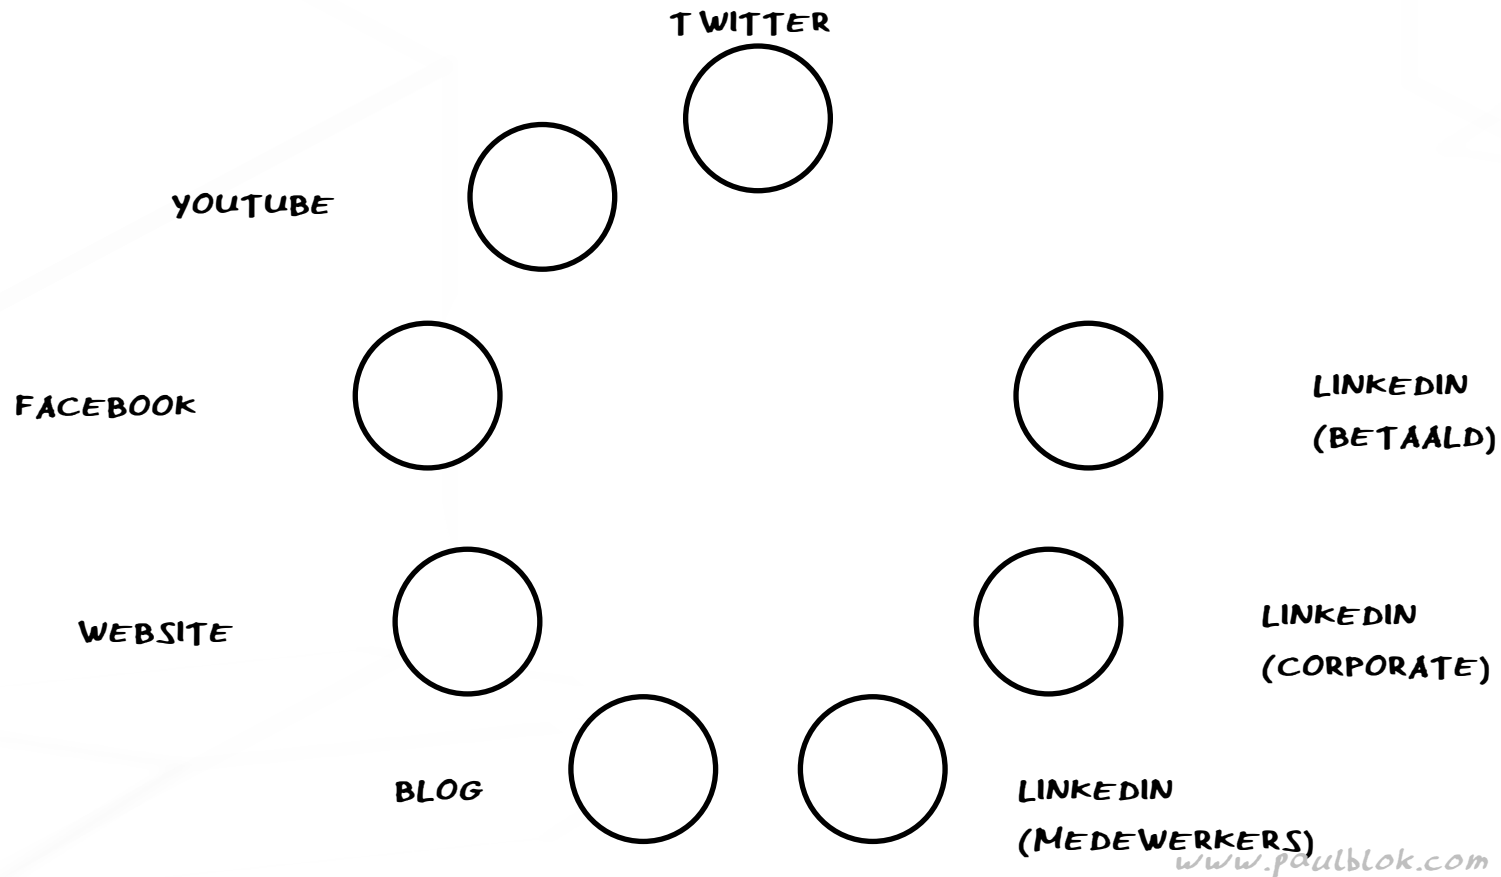 TWITTER
YOUTUBE
FACEBOOK
LINKEDIN
(BETAALD)
WEBSITE
LINKEDIN
(CORPORATE)
BLOG
LINKEDIN
(MEDEWERKERS)
www.paulblok.com